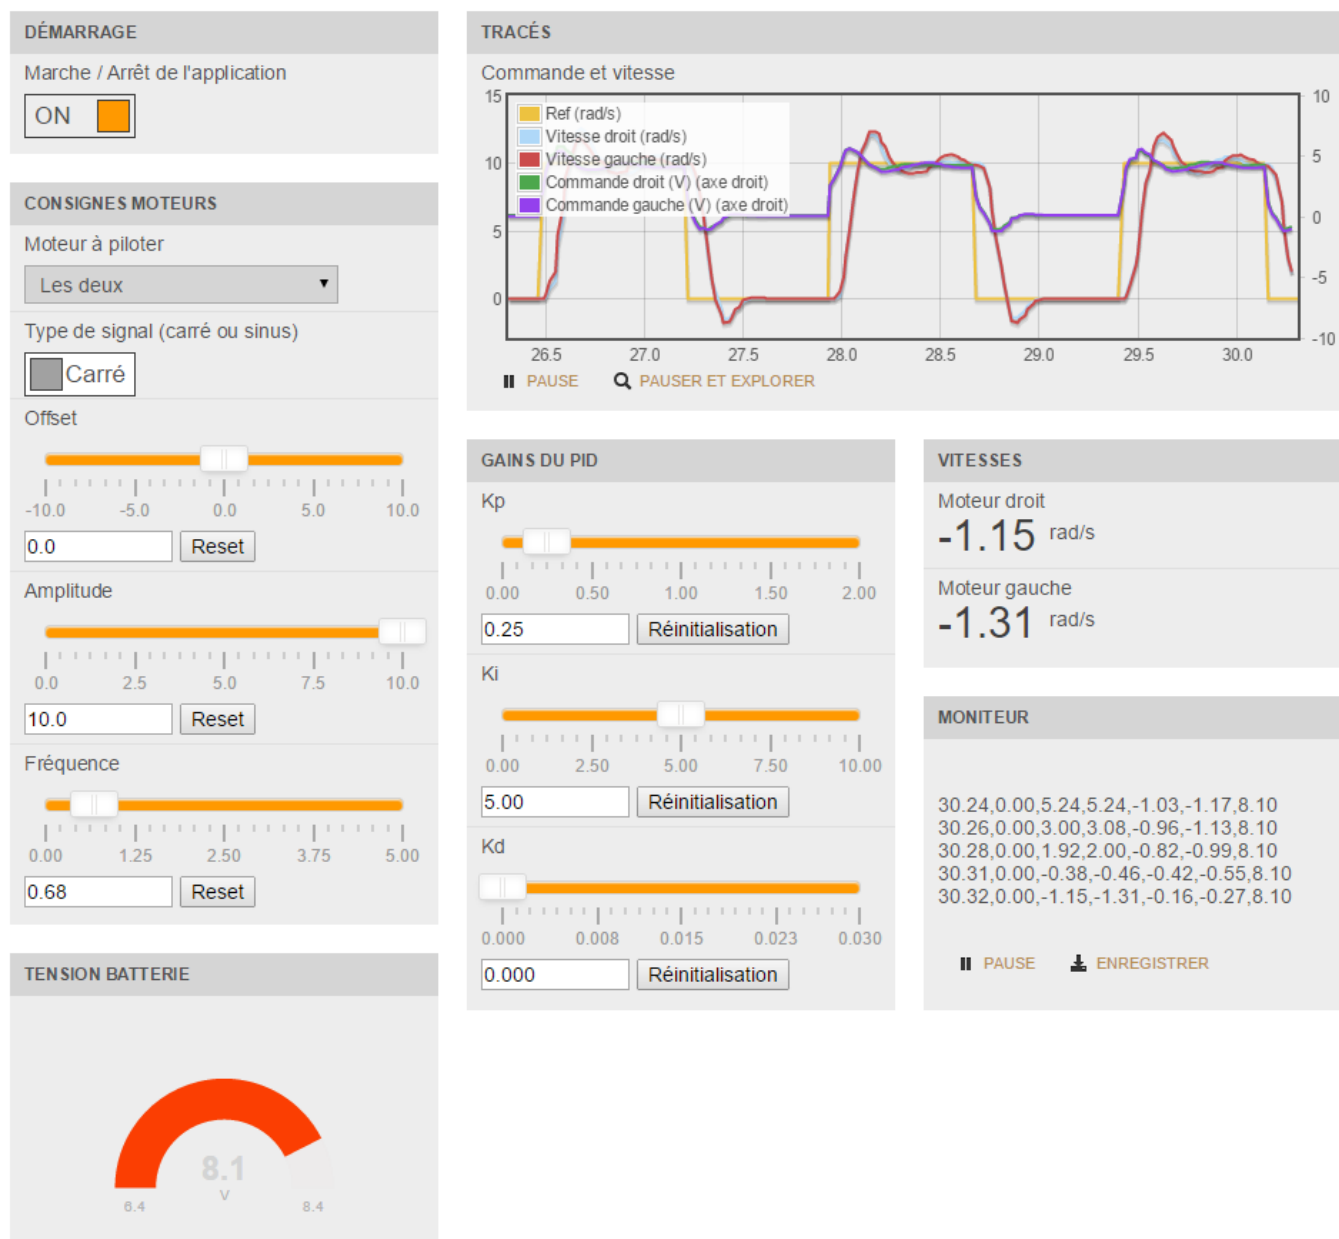 DÉMARRAGE
Marche / Arrêt de l'application
ON
CONSIGNES MOTEURS
Moteur à piloter
Les deux
Type de signal (carré ou sinus)
Carré
Offset
-10.0 -5.0 0.0 5.0 10.0
0.0 Reset
Amplitude
0.0 2.5 5.0 7.5 10.0
10.0 Reset
Fréquence
0.00 1.25 2.50 3.75 5.00
0.68 Reset
TENSION BATTERIE
8.1
V
6.4 8.4
TRACÉS
Commande et vitesse
15 10
Ref (rad/s)
Vitesse droit (rad/s)
Vitesse gauche (rad/s)
Commande droit (V) (axe droit)
Commande gauche (V) (axe droit)
10 5
5 0
0 -5
-10
26.5 27.0 27.5 28.0 28.5 29.0 29.5 30.0
PAUSE PAUSER ET EXPLORER
GAINS DU PID
Kp
0.00 0.50 1.00 1.50 2.00
0.25 Réinitialisation
Ki
0.00 2.50 5.00 7.50 10.00
5.00 Réinitialisation
Kd
0.000 0.008 0.015 0.023 0.030
0.000 Réinitialisation
VITESSES
Moteur droit
-1.15 rad/s
Moteur gauche
-1.31 rad/s
MONITEUR
30.24,0.00,5.24,5.24,-1.03,-1.17,8.10
30.26,0.00,3.00,3.08,-0.96,-1.13,8.10
30.28,0.00,1.92,2.00,-0.82,-0.99,8.10
30.31,0.00,-0.38,-0.46,-0.42,-0.55,8.10
30.32,0.00,-1.15,-1.31,-0.16,-0.27,8.10
PAUSE ENREGISTRER